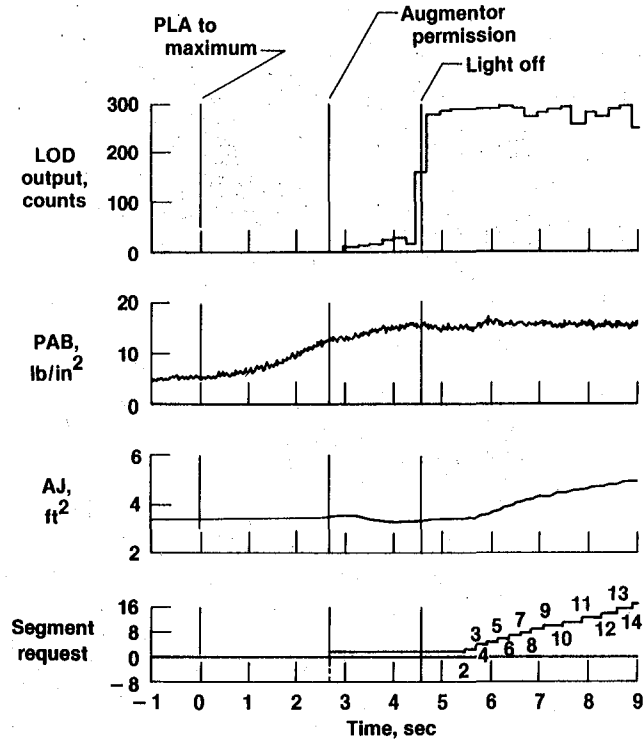 PLA to
maximum
Augmentor
permission
Light off
300
200
100
0
LOD
output,
counts
20
10
0
PAB,
lb/in2
6
4
2
AJ,
ft2
16
8
0
−8
Segment
request
2
3
4
5
6
7
8
9
10
11
12
13
14
−1 0 1 2 3 4 5 6 7 8 9
Time, sec